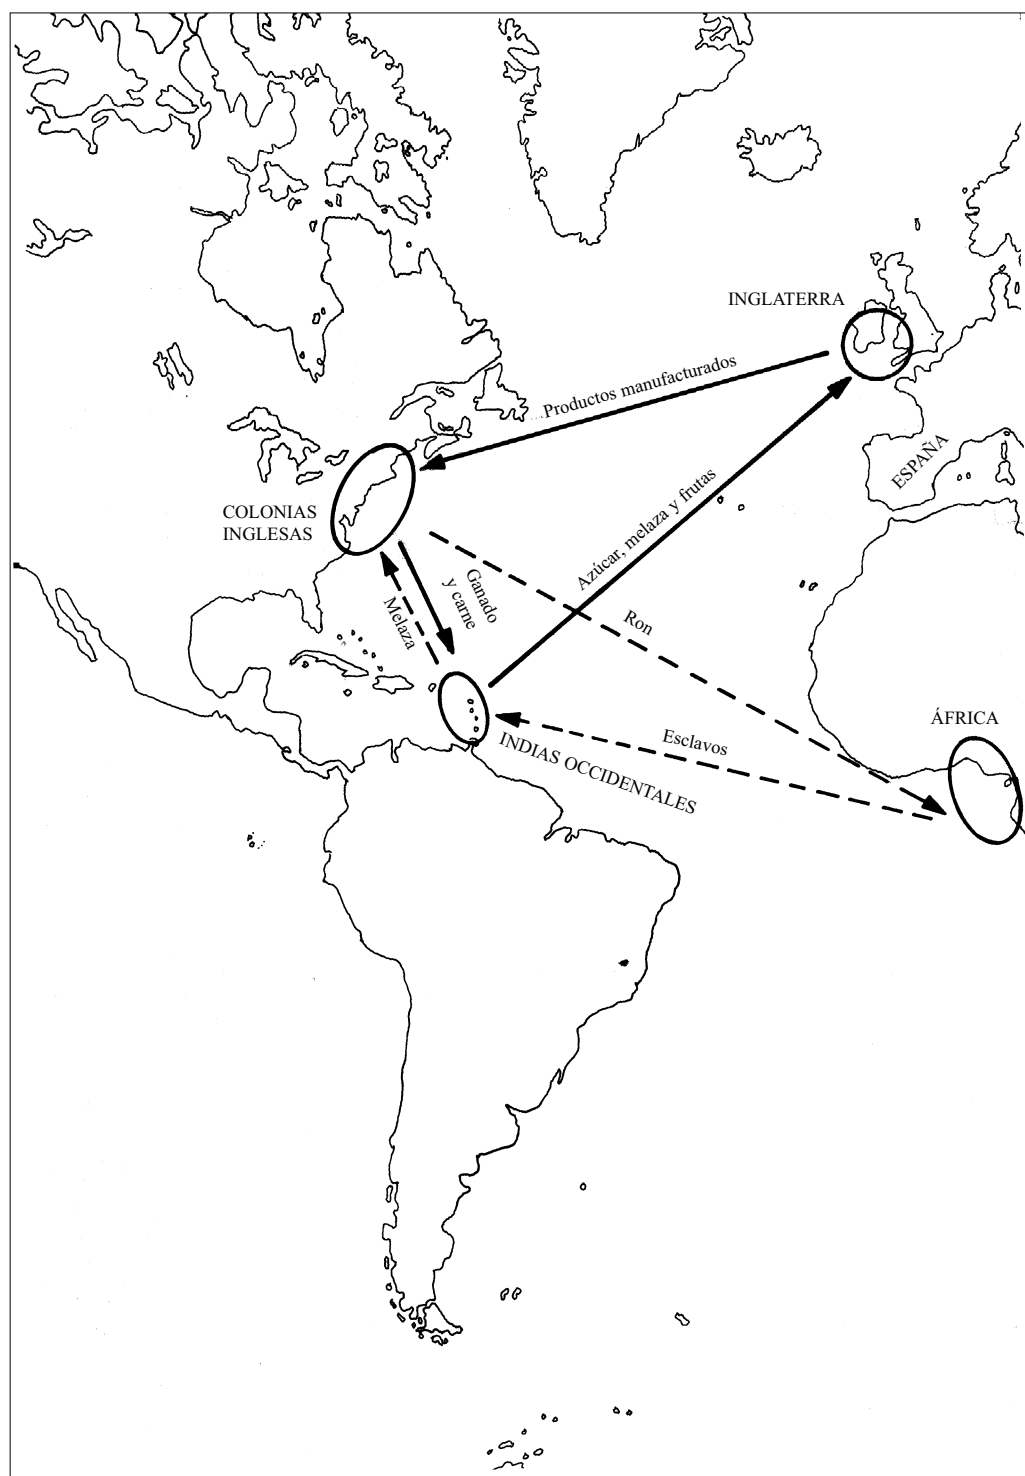 INGLATERRA
...Productos manufacturados
ESPAÑA
COLONIAS
INGLESAS
Azúcar, melaza y frutas
Ganado
y carne
Melaza
Ron
ÁFRICA
Esclavos
INDIAS OCCIDENTALES